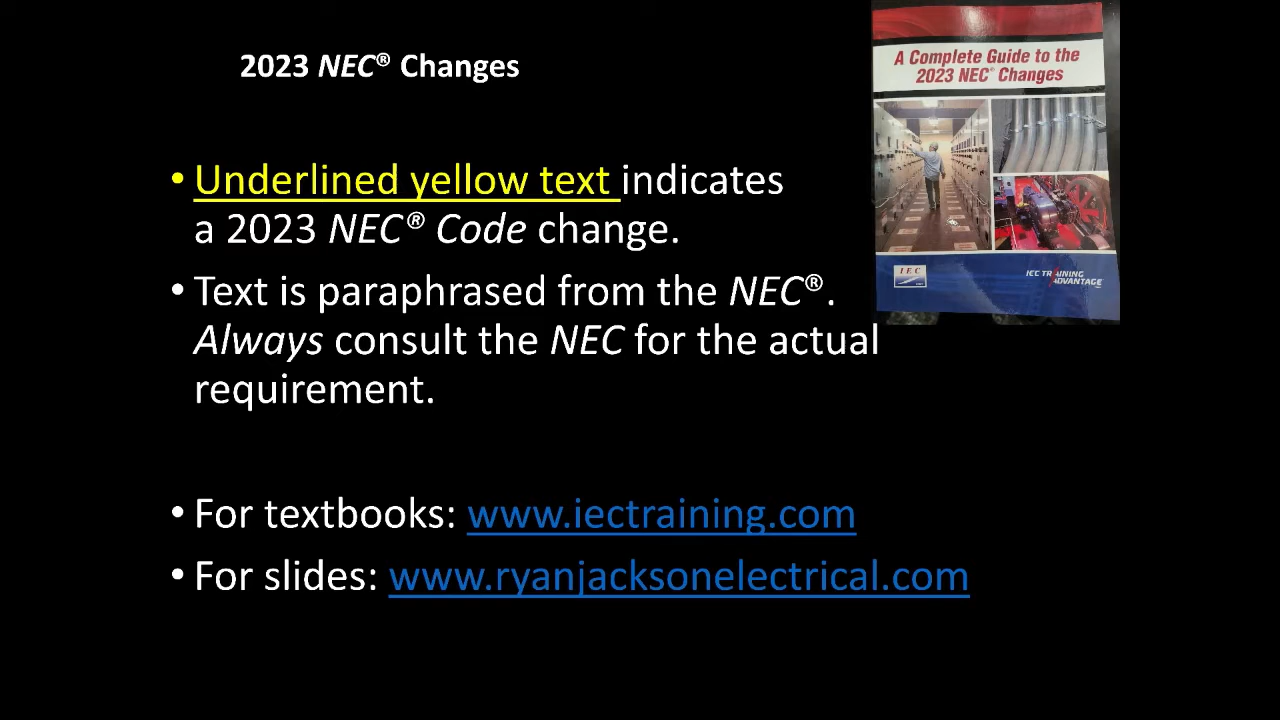 2023 NEC® Changes
A Complete Guide to the
2023 NEC® Changes
• Underlined yellow text indicates
a 2023 NEC® Code change.
• Text is paraphrased from the NEC®.
Always consult the NEC for the actual
requirement.
IEC
IEC TRAINING
ADVANTAGE
• For textbooks: www.iectraining.com
• For slides: www.ryanjacksonelectrical.com